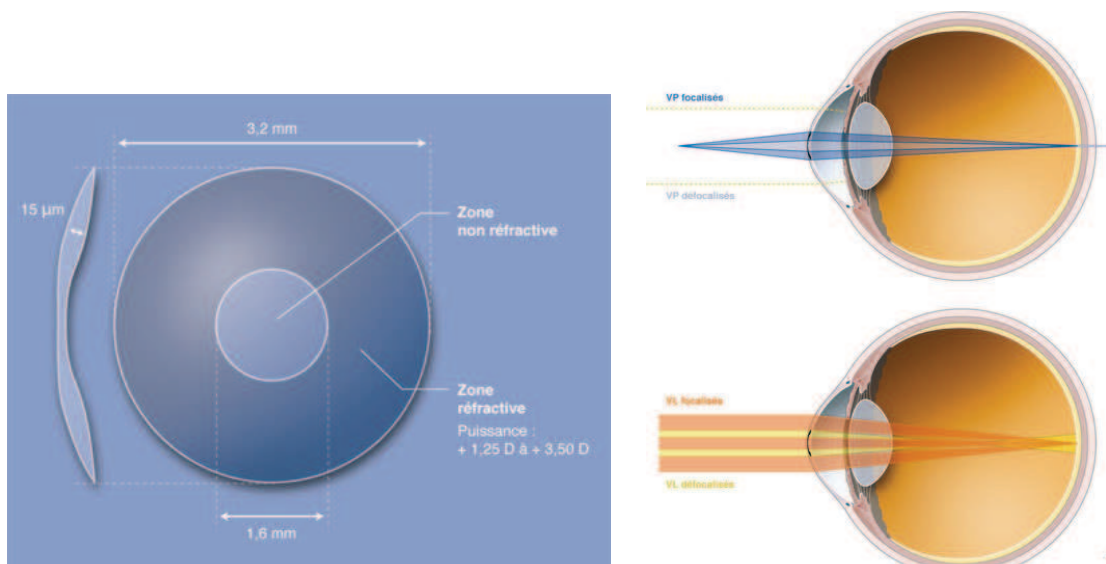 3,2 mm
15 µm
Zone
non réfractive
Zone
réfractive
Puissance :
+ 1,25 D à + 3,50 D
1,6 mm
VP focalisés
VP défocalisés
VL focalisés
VL défocalisés